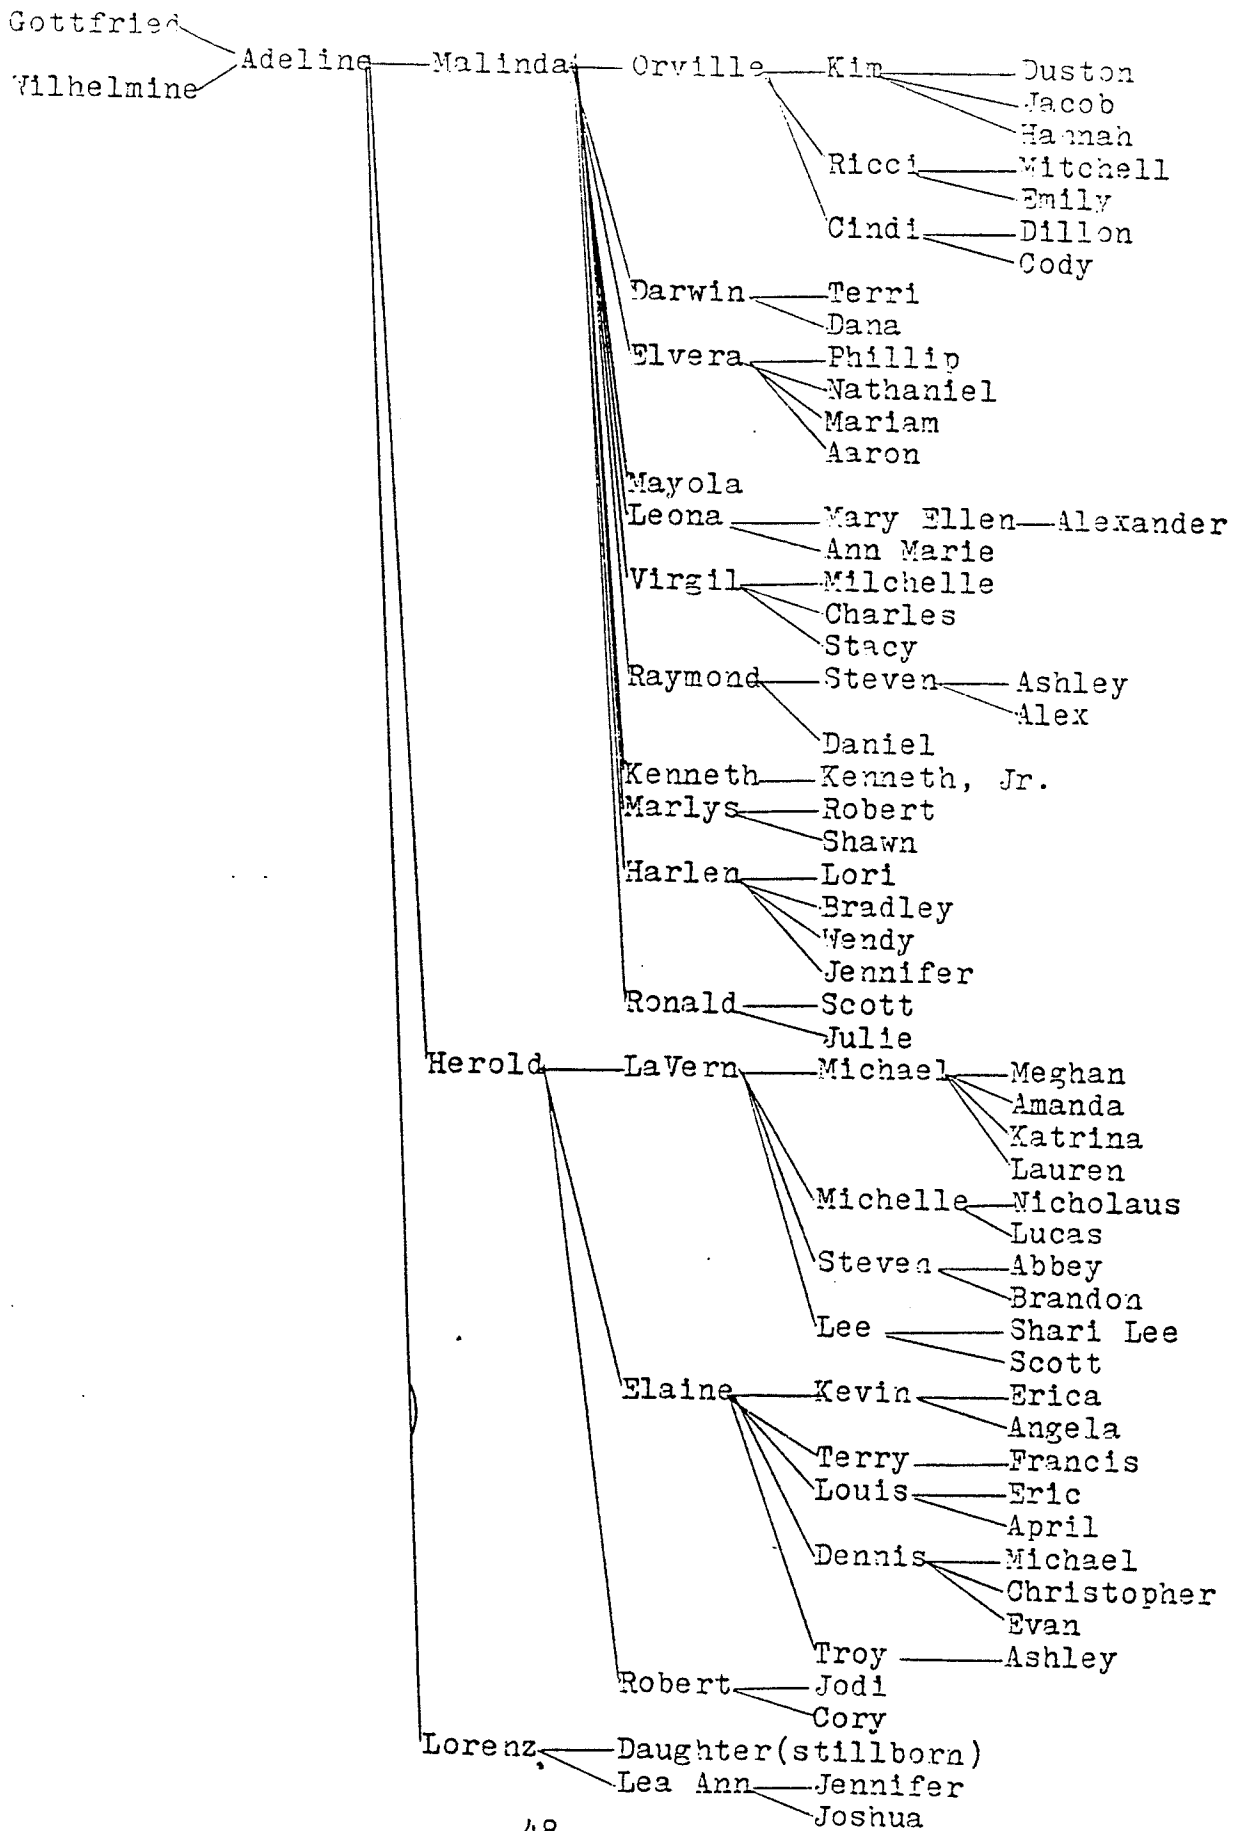 Gottfried
Adeline Malinda Orville Kim Duston
Wilhelmine
Jacob
Hannah
Ricci Mitchell
Emily
Cindi Dillon
Cody
Darwin Terri
Dana
Elvera Phillip
Nathaniel
Mariam
Aaron
Mayola
Leona Mary Ellen Alexander
Ann Marie
Virgil Milchelle
Charles
Stacy
Raymond Steven Ashley
Alex
Daniel
Kenneth Kenneth, Jr.
Marlys Robert
Shawn
Harlen Lori
Bradley
Wendy
Jennifer
Ronald Scott
Julie
Herold LaVern Michael Meghan
Amanda
Katrina
Lauren
Michelle Nicholaus
Lucas
Steven Abbey
Brandon
Lee Shari Lee
Scott
Elaine Kevin Erica
Angela
Terry Francis
Louis Eric
April
Dennis Michael
Christopher
Evan
Troy Ashley
Robert Jodi
Cory
Lorenz Daughter(stillborn)
Lea Ann Jennifer
Joshua
48